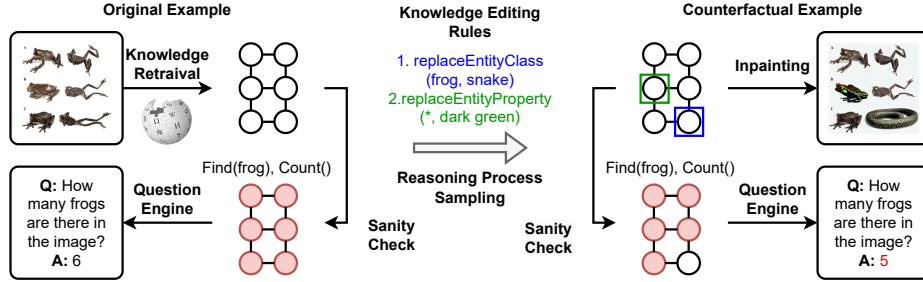 Original Example
Knowledge
Retraival
Knowledge Editing
Rules
1. replaceEntityClass
(frog, snake)
2.replaceEntityProperty
(*, dark green)
Reasoning Process
Sampling
Counterfactual Example
Inpainting
Find(frog), Count()
Question
Engine
Q: How
many frogs
are there in
the image?
A: 6
Sanity
Check
Sanity
Check
Find(frog), Count()
Question
Engine
Q: How
many frogs
are there in
the image?
A: 5